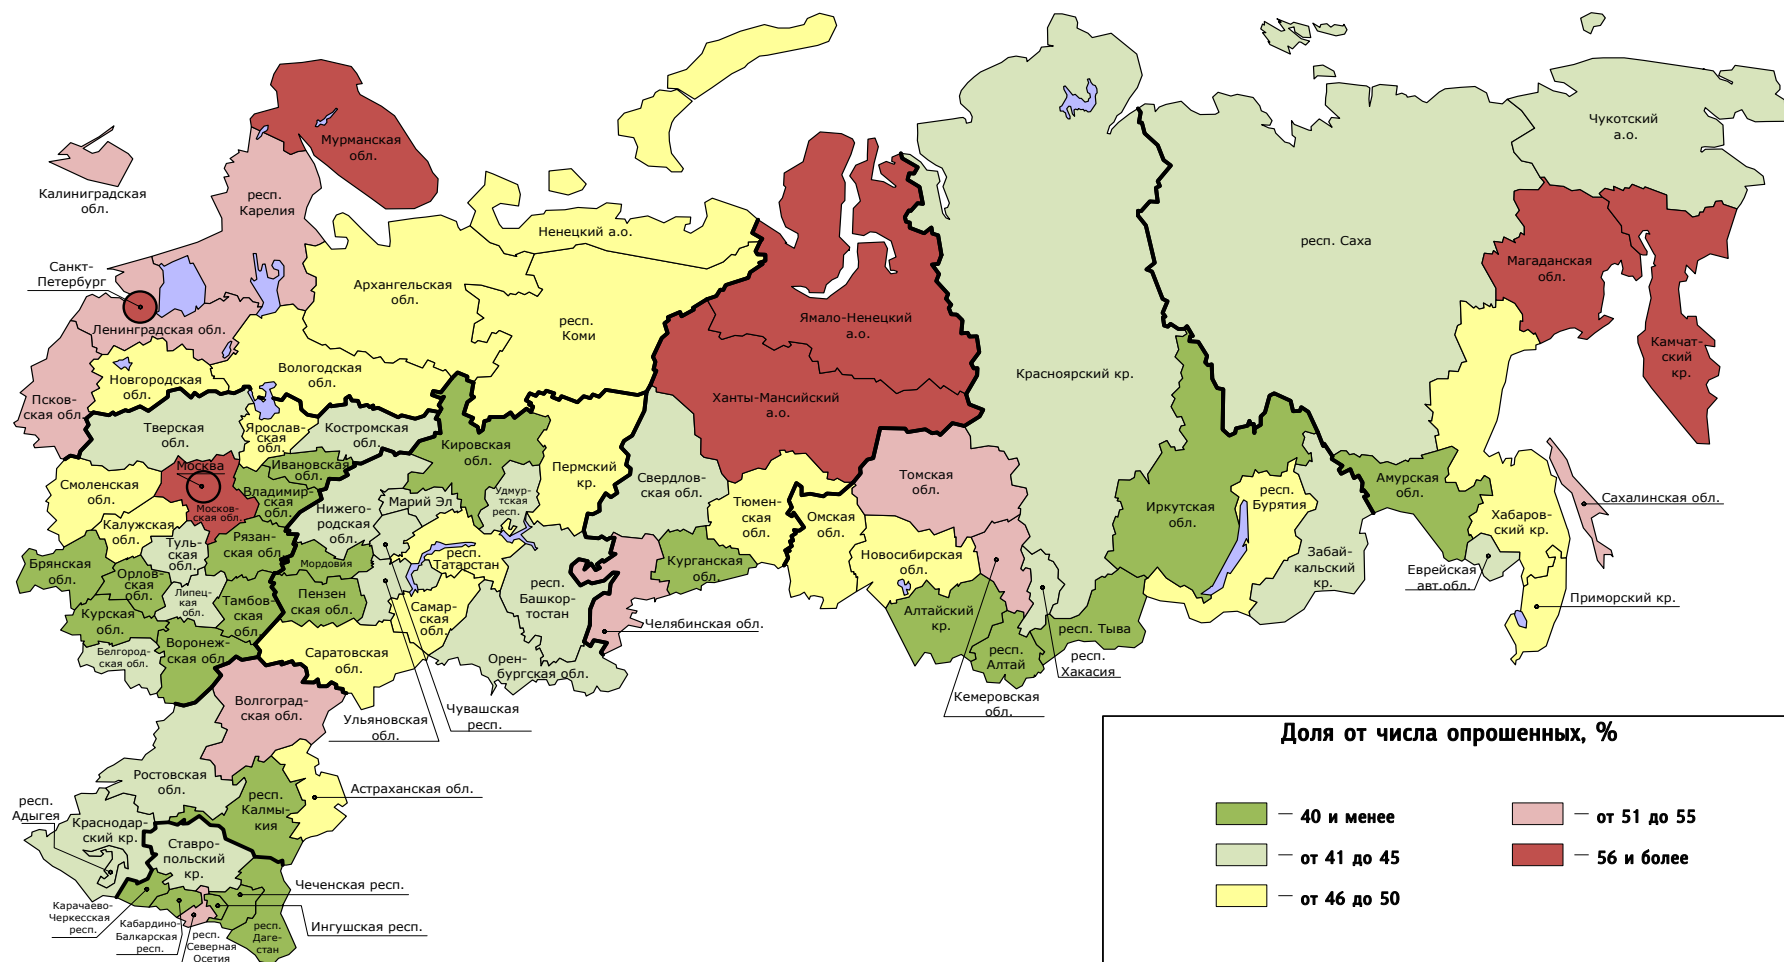 Мурманская
обл.
Калиниградская
обл.
респ.
Карелия
Санкт-
Петербург
Ленинградская обл.
Псков-
ская обл.
Новгородская
обл.
Вологодская
обл.
Архангельская
обл.
Ненецкий а.о.
респ.
Коми
Ямало-Ненецкий
а.о.
Ханты-Мансийский
а.о.
Красноярский кр.
респ. Саха
Чукотский
а.о.
Магаданская
обл.
Камчат-
ский
кр.
Тверская
обл.
Ярослав-
ская
обл.
Костромская
обл.
Кировская
обл.
Пермский
кр.
Свердлов-
ская обл.
Тюмен-
ская
обл.
Омская
обл.
Томская
обл.
Новосибирская
обл.
Курганская
обл.
Иркутская
обл.
респ.
Бурятия
Забай-
кальский
кр.
Амурская
обл.
Хабаров-
ский кр.
Сахалинская обл.
Еврейская
авт.обл.
Приморский кр.
Москва
Москов-
ская обл.
Ивановская
обл.
Владимир-
ская
обл.
Смоленская
обл.
Калужская
обл.
Туль-
ская
обл.
Рязан-
ская обл.
Брянская
обл.
Орлов-
ская
обл.
Липец-
кая
обл.
Тамбов-
ская
обл.
Курская
обл.
Белгород-
ская обл.
Воронеж-
ская обл.
Нижего-
родская
обл.
Марий Эл
Удмур-
тская
респ.
Мордовия
Пензен
ская обл.
респ.
Татарстан
Самар-
ская
обл.
Саратовская
обл.
респ.
Башкор-
тостан
Орен-
бургская обл.
Челябинская обл.
Чувашская
респ.
Ульяновская
обл.
Алтайский
кр.
респ.
Алтай
респ. Тыва
респ.
Хакасия
Кемеровская
обл.
Волгоград-
ская обл.
Ростовская
обл.
респ.
Калмы-
кия
Астраханская обл.
респ.
Адыгея
Краснодар-
ский кр.
Ставро-
польский
кр.
Чеченская респ.
Ингушская респ.
Карачаево-
Черкесская
респ.
Кабардино-
Балкарская
респ.
респ.
Северная
Осетия
респ.
Даге-
стан
Доля от числа опрошенных, %
— 40 и менее
— от 41 до 45
— от 46 до 50
— от 51 до 55
— 56 и более